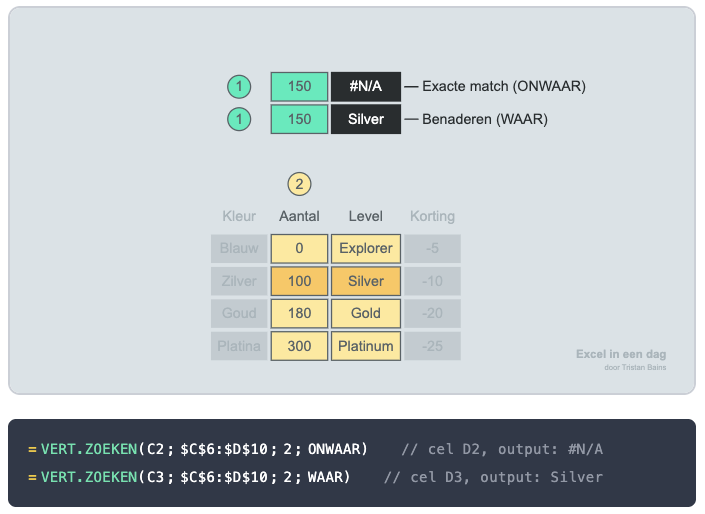 1 150 #N/A — Exacte match (ONWAAR)
1 150 Silver — Benaderen (WAAR)
2
Kleur Aantal Level Korting
Blauw 0 Explorer -5
Zilver 100 Silver -10
Goud 180 Gold -20
Platina 300 Platinum -25
Excel in een dag
door Tristan Bains
=VERT.ZOEKEN(C2; $C$6:$D$10; 2; ONWAAR) // cel D2, output: #N/A
=VERT.ZOEKEN(C3; $C$6:$D$10; 2; WAAR) // cel D3, output: Silver